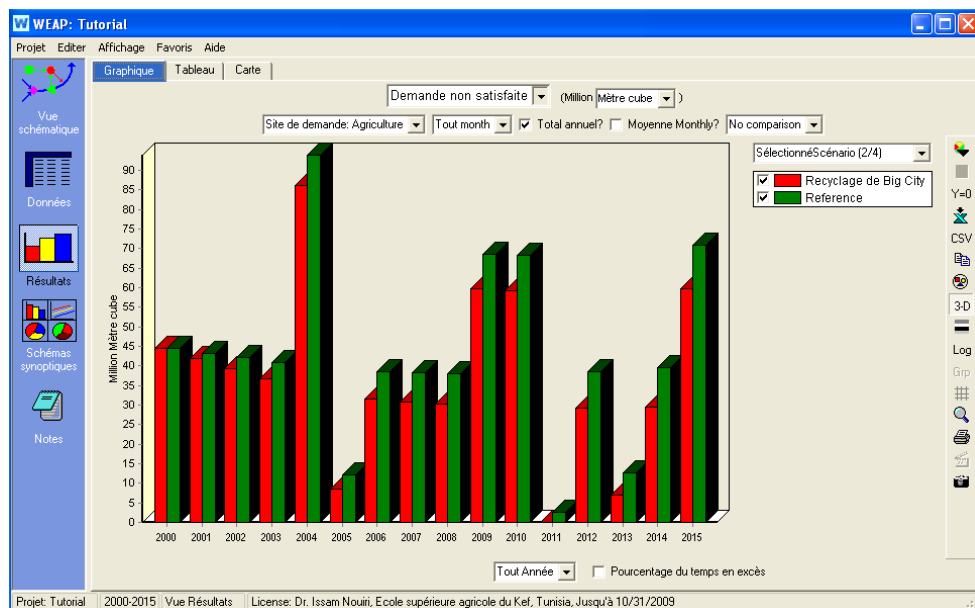 WEAP: Tutorial
Projet Editer Affichage Favoris Aide
Graphique Tableau Carte
Demande non satisfaite (Million Mètre cube )
Site de demande: Agriculture Tout month Total annuel? Moyenne Monthly? No comparison
SélectionnéScénario (2/4)
Recyclage de Big City
Reference
Vue schématique
Données
Résultats
Schémas synoptiques
Notes
Million Mètre cube
90
85
80
75
70
65
60
55
50
45
40
35
30
25
20
15
10
5
0
2000 2001 2002 2003 2004 2005 2006 2007 2008 2009 2010 2011 2012 2013 2014 2015
Y=0
CSV
3-D
Log
Grp
Tout Année Pourcentage du temps en excès
Projet: Tutorial 2000-2015 Vue Résultats License: Dr. Issam Nouiri, Ecole supérieure agricole du Kef, Tunisia, Jusqu'à 10/31/2009